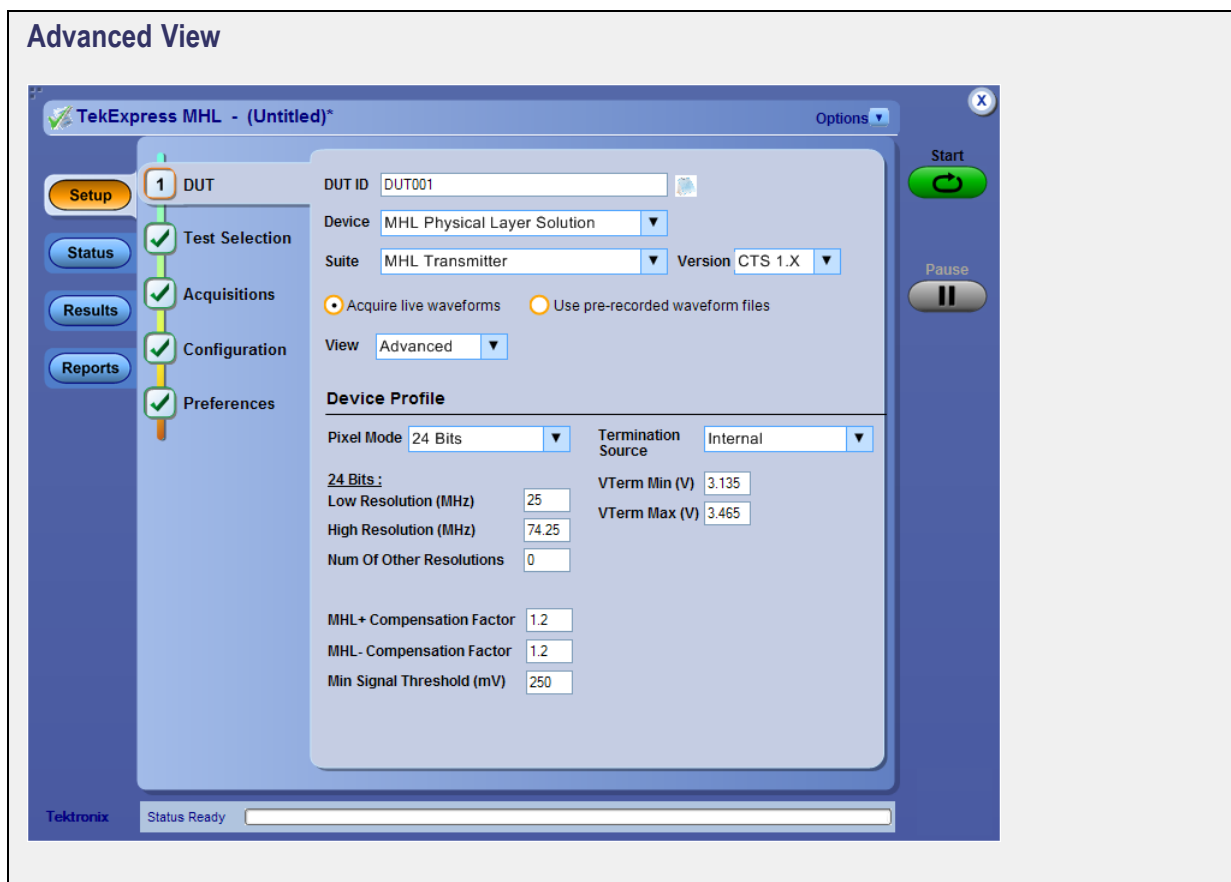 Advanced View
TekExpress MHL - (Untitled)*
Options
X
Start
Pause
Setup
Status
Results
Reports
1 DUT
Test Selection
Acquisitions
Configuration
Preferences
DUT ID DUT001
Device MHL Physical Layer Solution
Suite MHL Transmitter Version CTS 1.X
Acquire live waveforms Use pre-recorded waveform files
View Advanced
Device Profile
Pixel Mode 24 Bits
24 Bits :
Low Resolution (MHz) 25
High Resolution (MHz) 74.25
Num Of Other Resolutions 0
Termination
Source Internal
VTerm Min (V) 3.135
VTerm Max (V) 3.465
MHL+ Compensation Factor 1.2
MHL- Compensation Factor 1.2
Min Signal Threshold (mV) 250
Tektronix
Status Ready